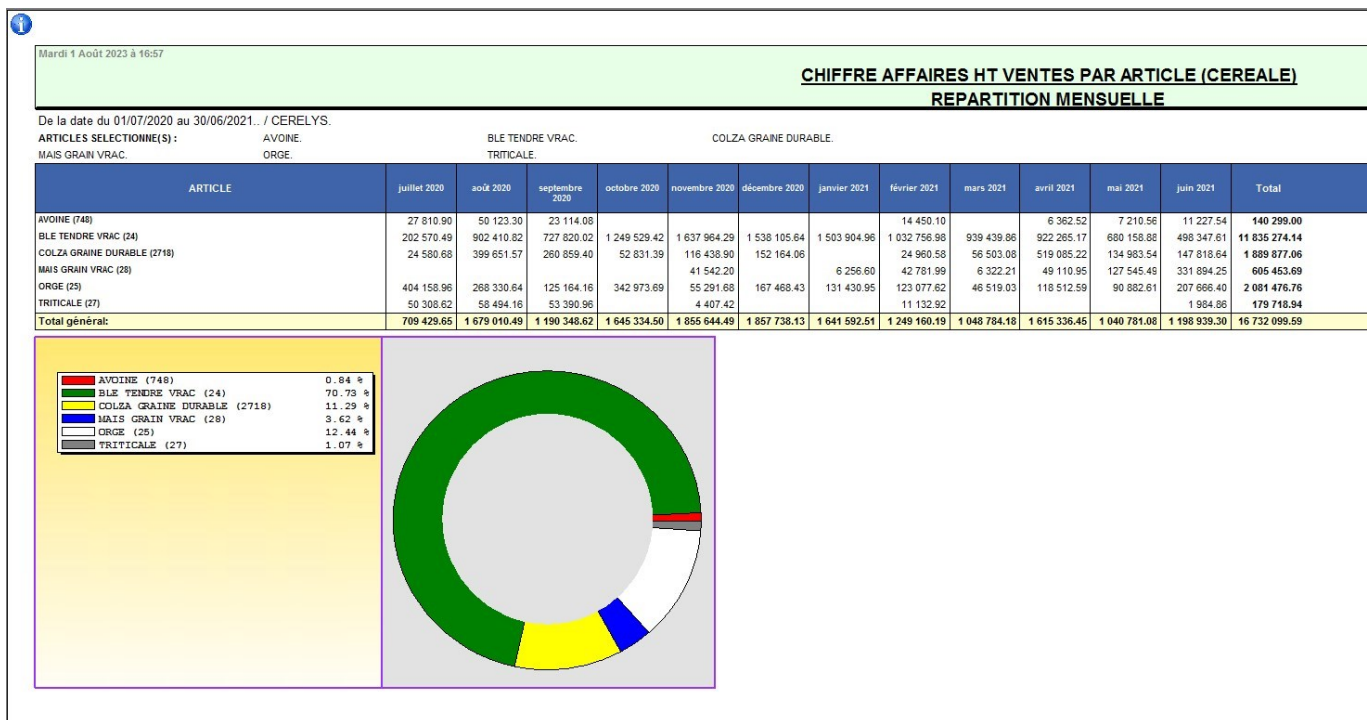 Mardi 1 Août 2023 à 16:57
CHIFFRE AFFAIRES HT VENTES PAR ARTICLE (CEREALE)
REPARTITION MENSUELLE
De la date du 01/07/2020 au 30/06/2021.. / CERELYS.
ARTICLES SELECTIONNE(S) : AVOINE. BLE TENDRE VRAC. COLZA GRAINE DURABLE.
MAIS GRAIN VRAC. ORGE. TRITICALE.
ARTICLE juillet 2020 août 2020 septembre 2020 octobre 2020 novembre 2020 décembre 2020 janvier 2021 février 2021 mars 2021 avril 2021 mai 2021 juin 2021 Total
AVOINE (748) 27 810.90 50 123.30 23 114.08 14 450.10 6 362.52 7 210.56 11 227.54 140 299.00
BLE TENDRE VRAC (24) 202 570.49 902 410.82 727 820.02 1 249 529.42 1 637 964.29 1 538 105.64 1 503 904.96 1 032 756.98 939 439.86 922 265.17 680 158.88 498 347.61 11 835 274.14
COLZA GRAINE DURABLE (2718) 24 580.68 399 651.57 260 859.40 52 831.39 116 438.90 152 164.06 24 960.58 56 503.08 519 085.22 134 983.54 147 818.64 1 889 877.06
MAIS GRAIN VRAC (28) 41 542.20 6 256.60 42 781.99 6 322.21 49 110.95 127 545.49 331 894.25 605 453.69
ORGE (25) 404 158.96 268 330.64 125 164.16 342 973.69 55 291.68 167 468.43 131 430.95 123 077.62 46 519.03 118 512.59 90 882.61 207 666.40 2 081 476.76
TRITICALE (27) 50 308.62 58 494.16 53 390.96 4 407.42 11 132.92 1 984.86 179 718.94
Total général: 709 429.65 1 679 010.49 1 190 348.62 1 645 334.50 1 855 644.49 1 857 738.13 1 641 592.51 1 249 160.19 1 048 784.18 1 615 336.45 1 040 781.08 1 198 939.30 16 732 099.59
AVOINE (748) 0.84 %
BLE TENDRE VRAC (24) 70.73 %
COLZA GRAINE DURABLE (2718) 11.29 %
MAIS GRAIN VRAC (28) 3.62 %
ORGE (25) 12.44 %
TRITICALE (27) 1.07 %